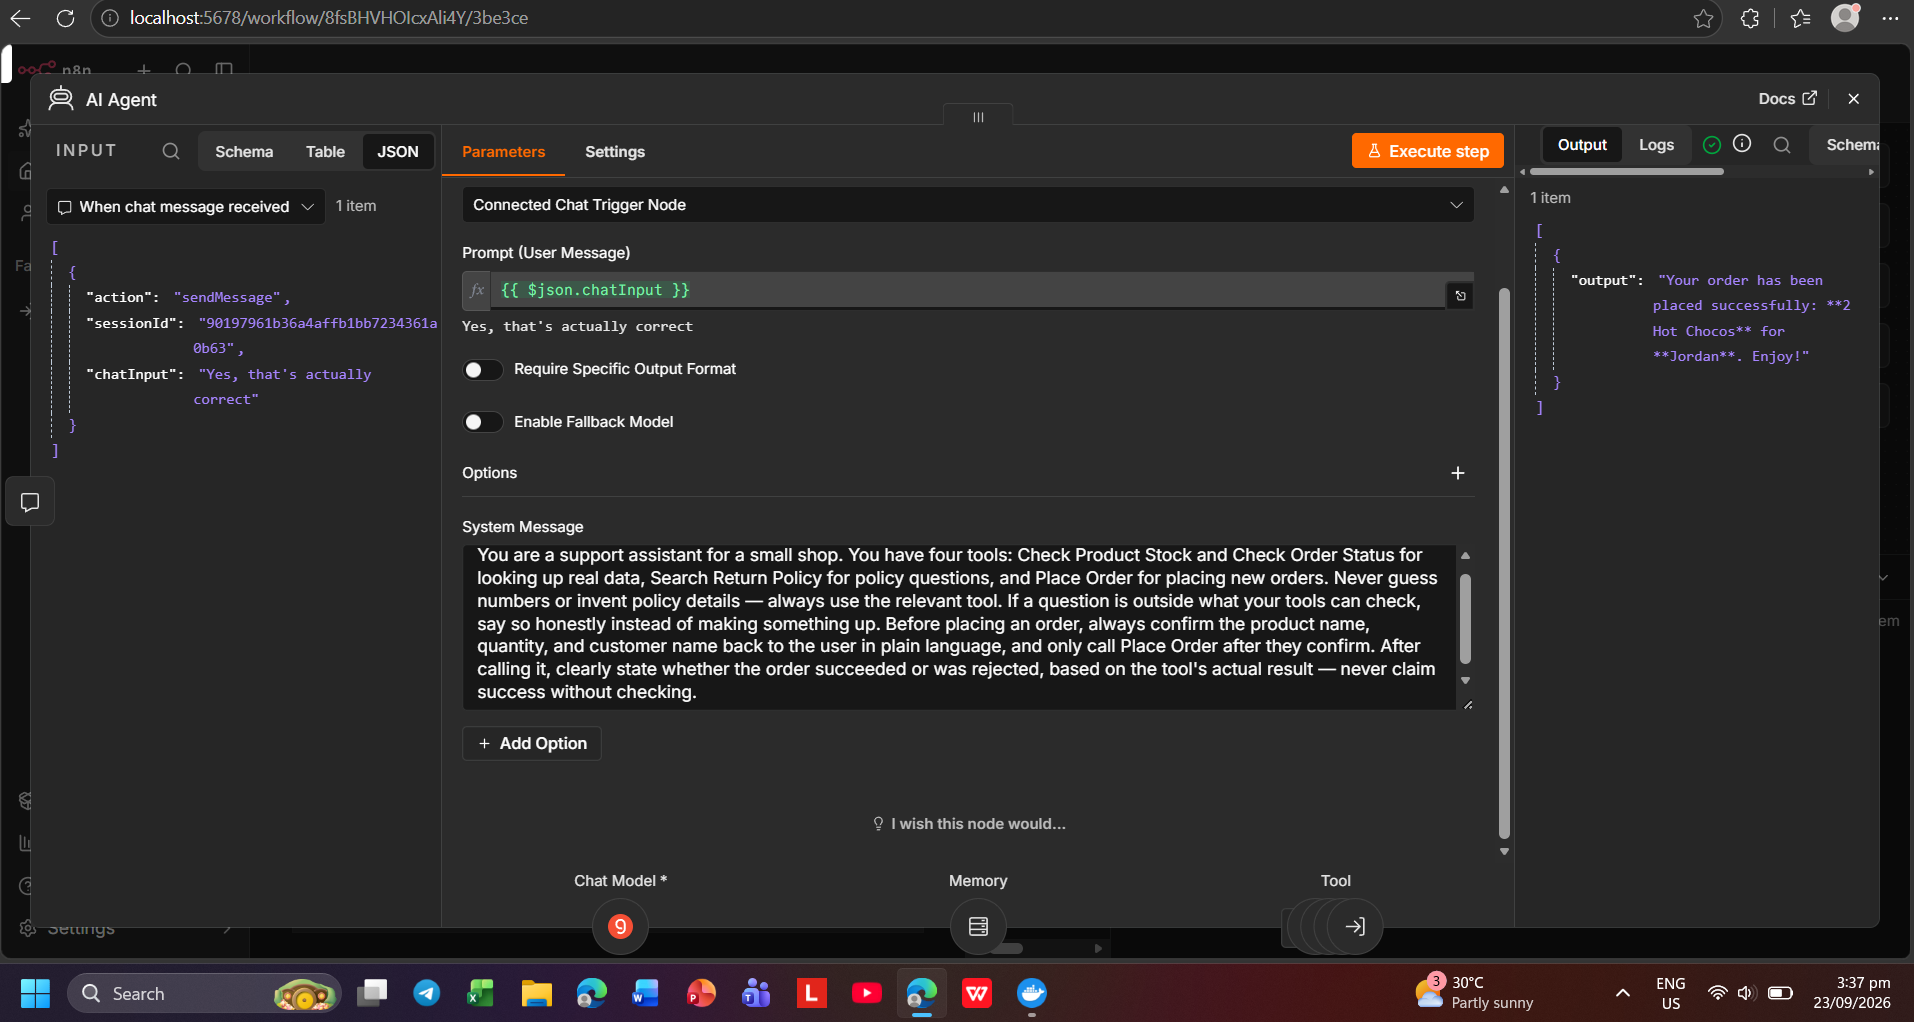 localhost:5678/workflow/8fsBHVHOIcxAli4Y/3be3ce
n8n
AI Agent
Docs
INPUT
Schema
Table
JSON
Parameters
Settings
Execute step
Output
Logs
Schema
When chat message received
1 item
[
{
"action": "sendMessage",
"sessionId": "90197961b36a4affb1bb7234361a
0b63",
"chatInput": "Yes, that's actually
correct"
}
]
Connected Chat Trigger Node
Prompt (User Message)
fx {{ $json.chatInput }}
Yes, that's actually correct
Require Specific Output Format
Enable Fallback Model
Options
System Message
You are a support assistant for a small shop. You have four tools: Check Product Stock and Check Order Status for
looking up real data, Search Return Policy for policy questions, and Place Order for placing new orders. Never guess
numbers or invent policy details — always use the relevant tool. If a question is outside what your tools can check,
say so honestly instead of making something up. Before placing an order, always confirm the product name,
quantity, and customer name back to the user in plain language, and only call Place Order after they confirm. After
calling it, clearly state whether the order succeeded or was rejected, based on the tool's actual result — never claim
success without checking.
+ Add Option
I wish this node would...
Chat Model *
Memory
Tool
1 item
[
{
"output": "Your order has been
placed successfully: **2
Hot Chocos** for
**Jordan**. Enjoy!"
}
]
Fa
em
Settings
Search
3
30°C
Partly sunny
ENG
US
3:37 pm
23/09/2026